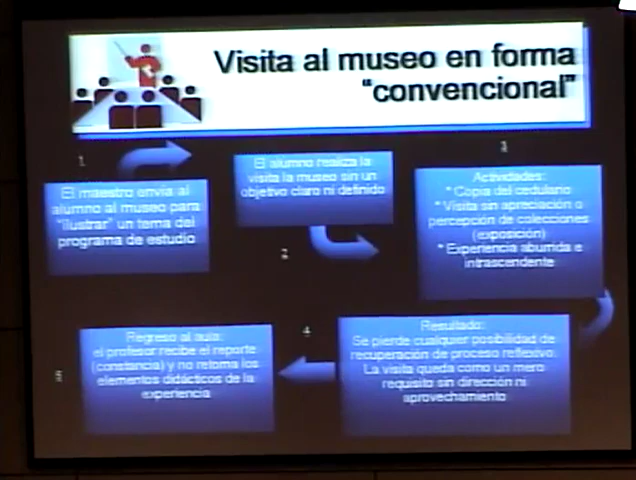 Visita al museo en forma
"convencional"
1
El maestro envía al
alumno al museo para
"ilustrar" un tema del
programa de estudio
El alumno realiza la
visita la museo sin un
objetivo claro ni definido
2
3
Actividades:
* Copia del cedulario
* Visita sin apreciación o
percepción de colecciones
(exposición)
* Experiencia aburrida e
intrascendente
4
Resultado:
Se pierde cualquier posibilidad de
recuperación de proceso reflexivo.
La visita queda como un mero
requisito sin dirección ni
aprovechamiento
5
Regreso al aula:
el profesor recibe el reporte
(constancia) y no retoma los
elementos didácticos de la
experiencia